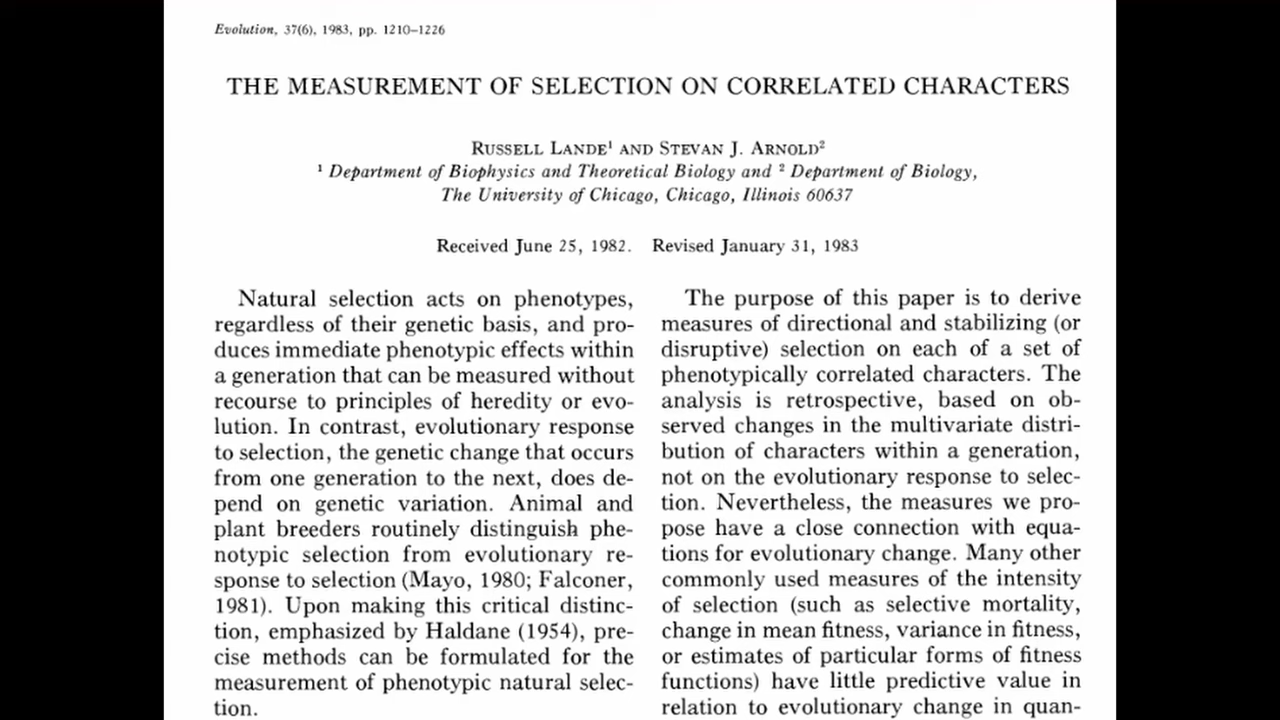 Evolution, 37(6), 1983, pp. 1210–1226
THE MEASUREMENT OF SELECTION ON CORRELATED CHARACTERS
RUSSELL LANDE¹ AND STEVAN J. ARNOLD²
¹ Department of Biophysics and Theoretical Biology and ² Department of Biology,
The University of Chicago, Chicago, Illinois 60637
Received June 25, 1982. Revised January 31, 1983
Natural selection acts on phenotypes,
regardless of their genetic basis, and pro-
duces immediate phenotypic effects within
a generation that can be measured without
recourse to principles of heredity or evo-
lution. In contrast, evolutionary response
to selection, the genetic change that occurs
from one generation to the next, does de-
pend on genetic variation. Animal and
plant breeders routinely distinguish phe-
notypic selection from evolutionary re-
sponse to selection (Mayo, 1980; Falconer,
1981). Upon making this critical distinc-
tion, emphasized by Haldane (1954), pre-
cise methods can be formulated for the
measurement of phenotypic natural selec-
tion.
The purpose of this paper is to derive
measures of directional and stabilizing (or
disruptive) selection on each of a set of
phenotypically correlated characters. The
analysis is retrospective, based on ob-
served changes in the multivariate distri-
bution of characters within a generation,
not on the evolutionary response to selec-
tion. Nevertheless, the measures we pro-
pose have a close connection with equa-
tions for evolutionary change. Many other
commonly used measures of the intensity
of selection (such as selective mortality,
change in mean fitness, variance in fitness,
or estimates of particular forms of fitness
functions) have little predictive value in
relation to evolutionary change in quan-